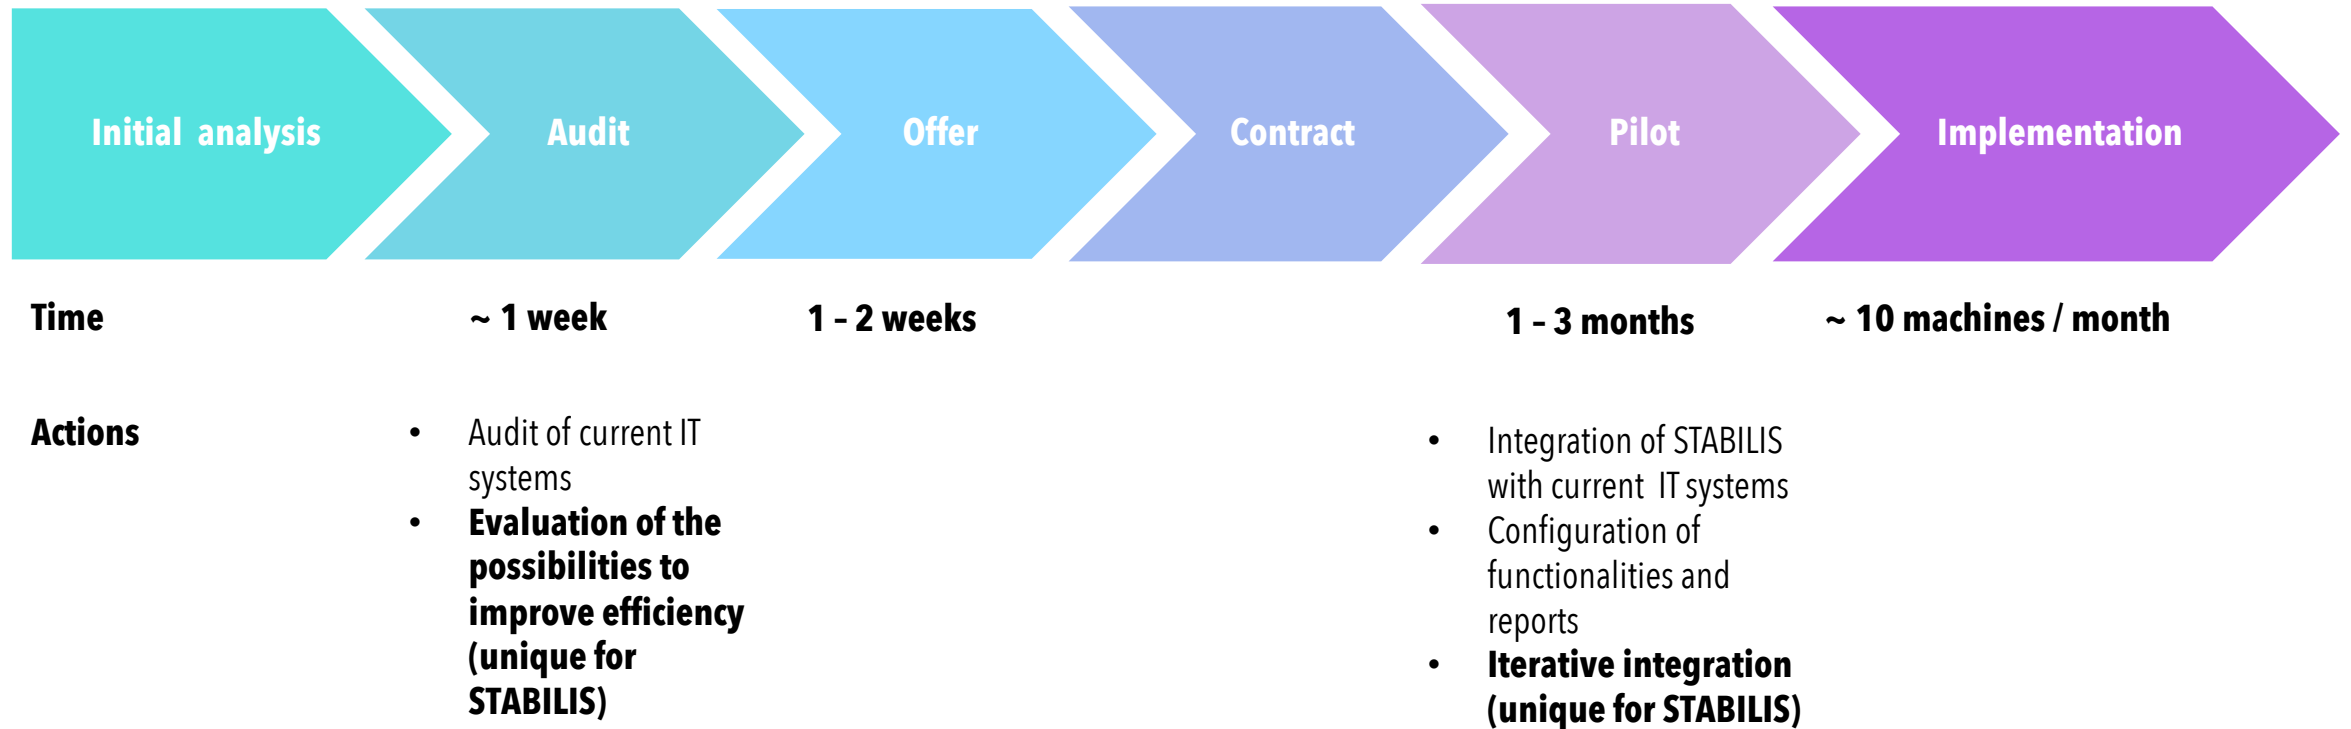 Initial analysis
Audit
Offer
Contract
Pilot
Implementation
Time
~ 1 week
1 – 2 weeks
1 – 3 months
~ 10 machines / month
Actions
• Audit of current IT
systems
• Evaluation of the
possibilities to
improve efficiency
(unique for
STABILIS)
• Integration of STABILIS
with current IT systems
• Configuration of
functionalities and
reports
• Iterative integration
(unique for STABILIS)